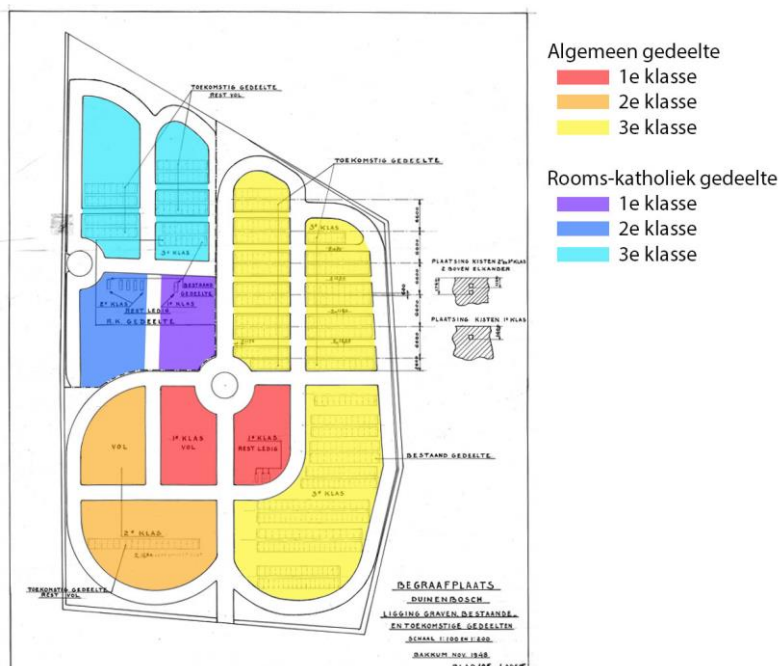 Algemeen gedeelte
1e klasse
2e klasse
3e klasse
Rooms-katholiek gedeelte
1e klasse
2e klasse
3e klasse
TOEKOMSTIG GEDEELTE
REST VOL
TOEKOMSTIG GEDEELTE
3e KLAS
3e KLAS
BESTAAND
GEDEELTE
2e KLAS
1e KLAS
REST LEDIG
R.K. GEDEELTE
PLAATSING KISTEN 2e EN 3e KLAS
2 BOVEN ELKANDER
PLAATSING KISTEN 1e KLAS
VOL
1e KLAS
VOL
1e KLAS
REST LEDIG
BESTAAND GEDEELTE
3e KLAS
2e KLAS
TOEKOMSTIG GEDEELTE
REST VOL
BEGRAAFPLAATS
DUINENBOSCH
LIGGING GRAVEN, BESTAANDE-
EN TOEKOMSTIGE GEDEELTEN
SCHAAL 1:100 EN 1:200
BAKKUM NOV. 1948